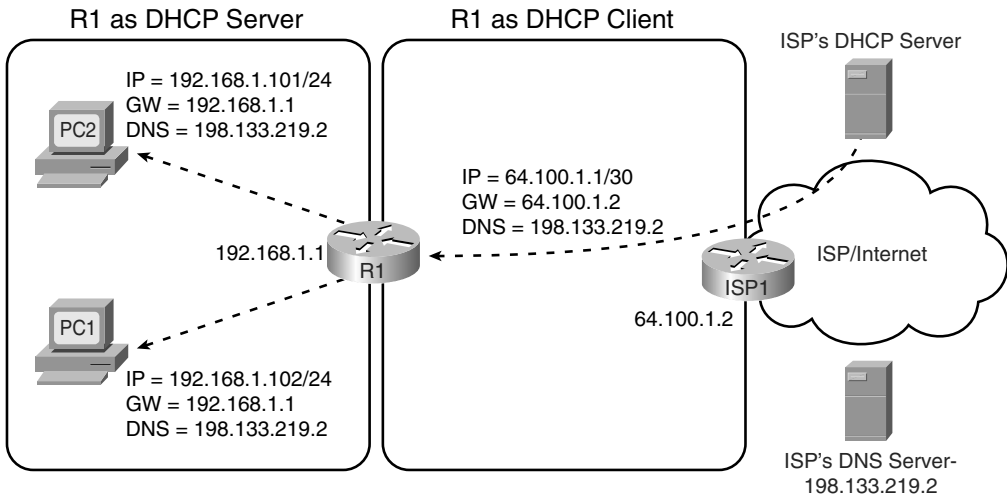 R1 as DHCP Server
R1 as DHCP Client
ISP's DHCP Server
IP = 192.168.1.101/24
GW = 192.168.1.1
DNS = 198.133.219.2
PC2
IP = 64.100.1.1/30
GW = 64.100.1.2
DNS = 198.133.219.2
192.168.1.1
R1
ISP/Internet
ISP1
64.100.1.2
PC1
IP = 192.168.1.102/24
GW = 192.168.1.1
DNS = 198.133.219.2
ISP's DNS Server-
198.133.219.2